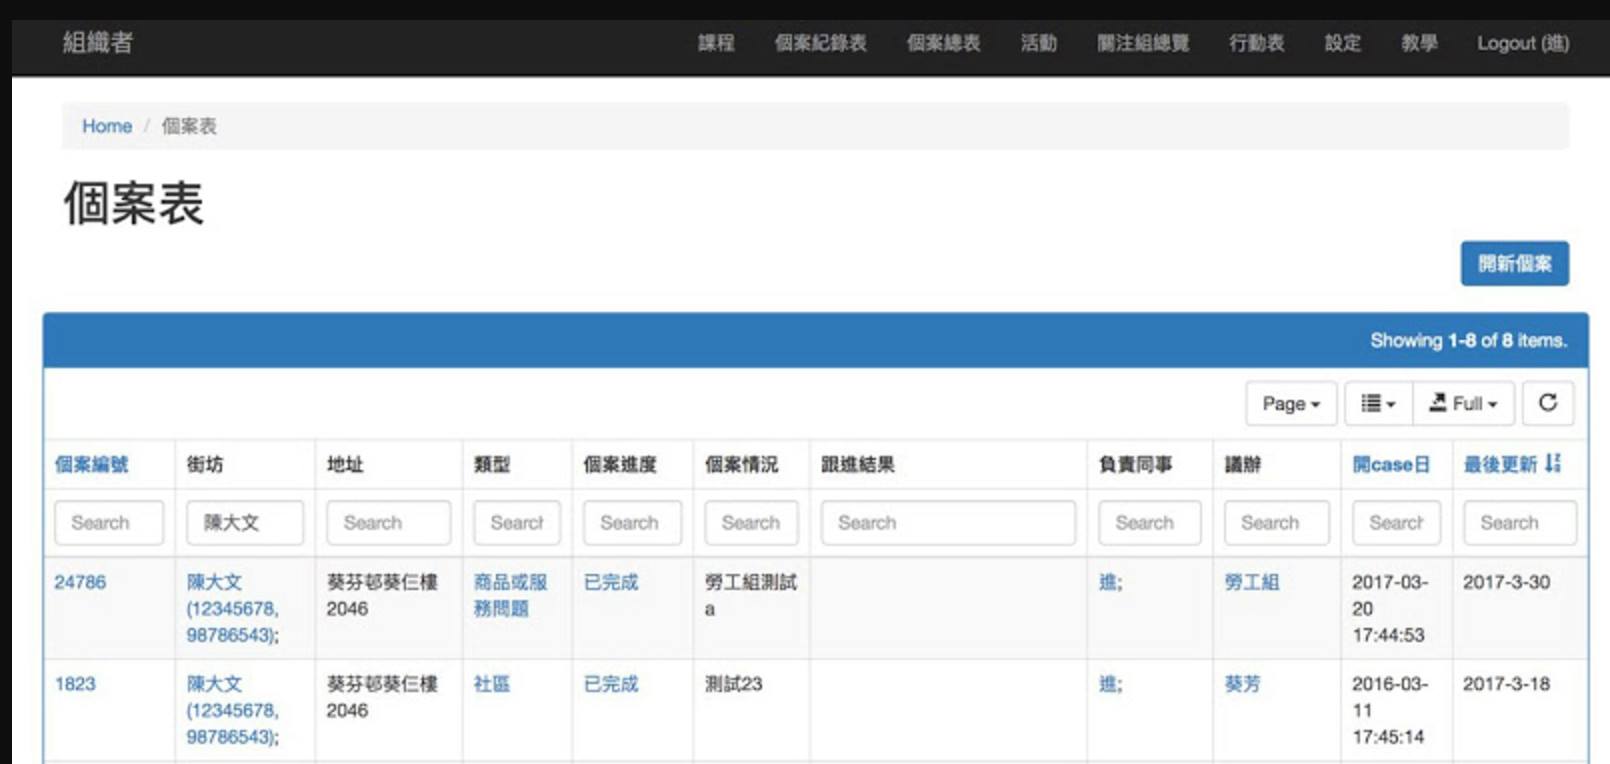 組織者 課程 個案紀錄表 個案總表 活動 關注組總覽 行動表 設定 教學 Logout (進)
Home / 個案表
個案表
開新個案
Showing 1-8 of 8 items.
Page Full
個案編號 街坊 地址 類型 個案進度 個案情況 跟進結果 負責同事 議辦 開case日 最後更新
Search 陳大文 Search Search Search Search Search Search Search Search Search
24786 陳大文 葵芬邨葵仨樓 商品或服 已完成 勞工組測試 進; 勞工組 2017-03- 2017-3-30
(12345678, 2046 務問題 a 20
98786543); 17:44:53
1823 陳大文 葵芬邨葵仨樓 社區 已完成 測試23 進; 葵芳 2016-03- 2017-3-18
(12345678, 2046 11
98786543); 17:45:14